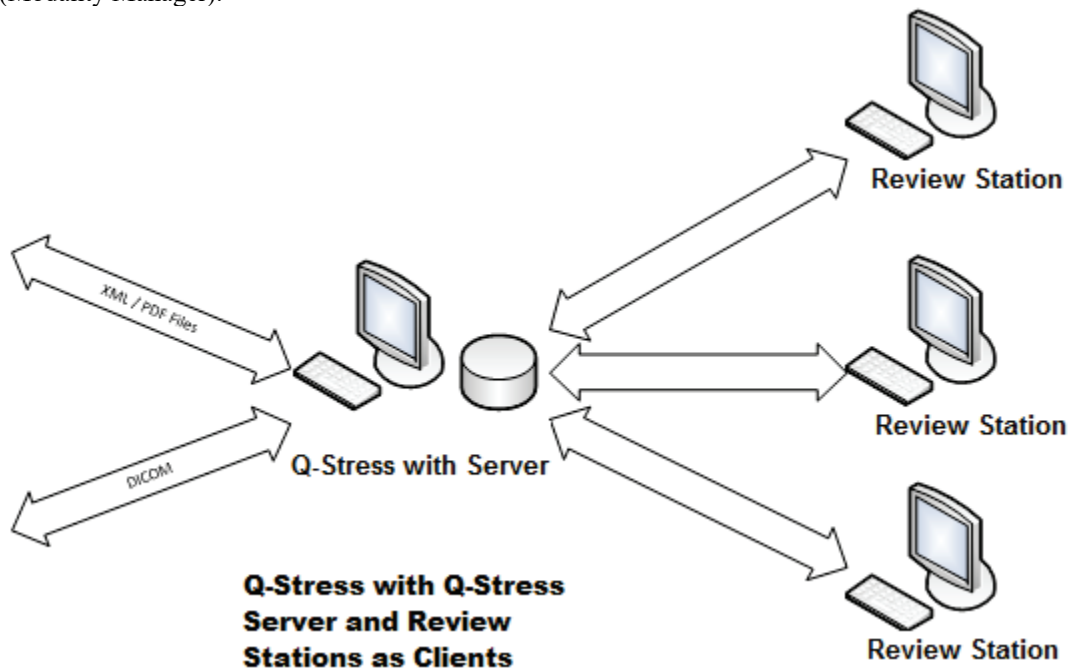 (Modality Manager).
Review Station
XML / PDF Files
Review Station
Q-Stress with Server
DICOM
Q-Stress with Q-Stress
Server and Review
Stations as Clients
Review Station